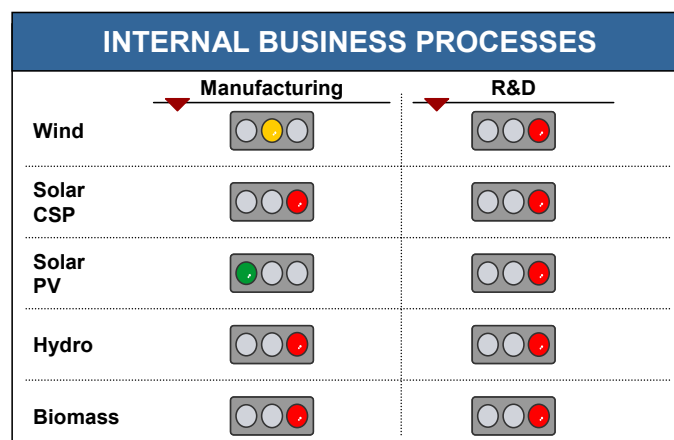 INTERNAL BUSINESS PROCESSES
Manufacturing R&D
Wind
Solar
CSP
Solar
PV
Hydro
Biomass